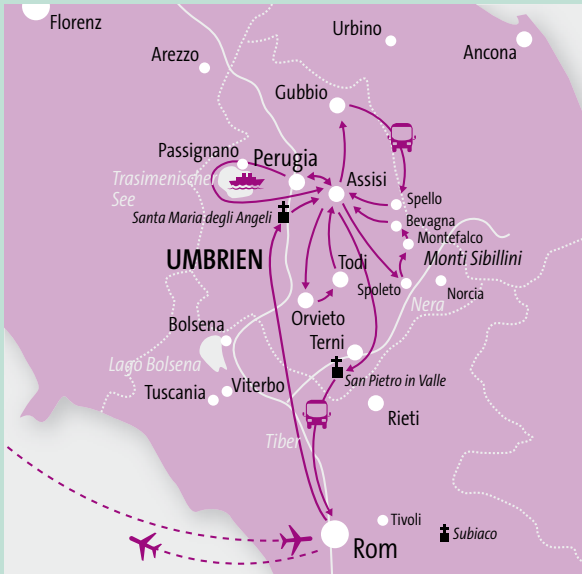 Florenz
Urbino
Ancona
Arezzo
Gubbio
Passignano
Perugia
Assisi
Trasimenischer
See
Spello
Santa Maria degli Angeli
Bevagna
Montefalco
UMBRIEN
Monti Sibillini
Todi
Spoleto
Norcia
Nera
Orvieto
Bolsena
Terni
Lago Bolsena
San Pietro in Valle
Tuscania
Viterbo
Rieti
Tiber
Tivoli
Rom
Subiaco